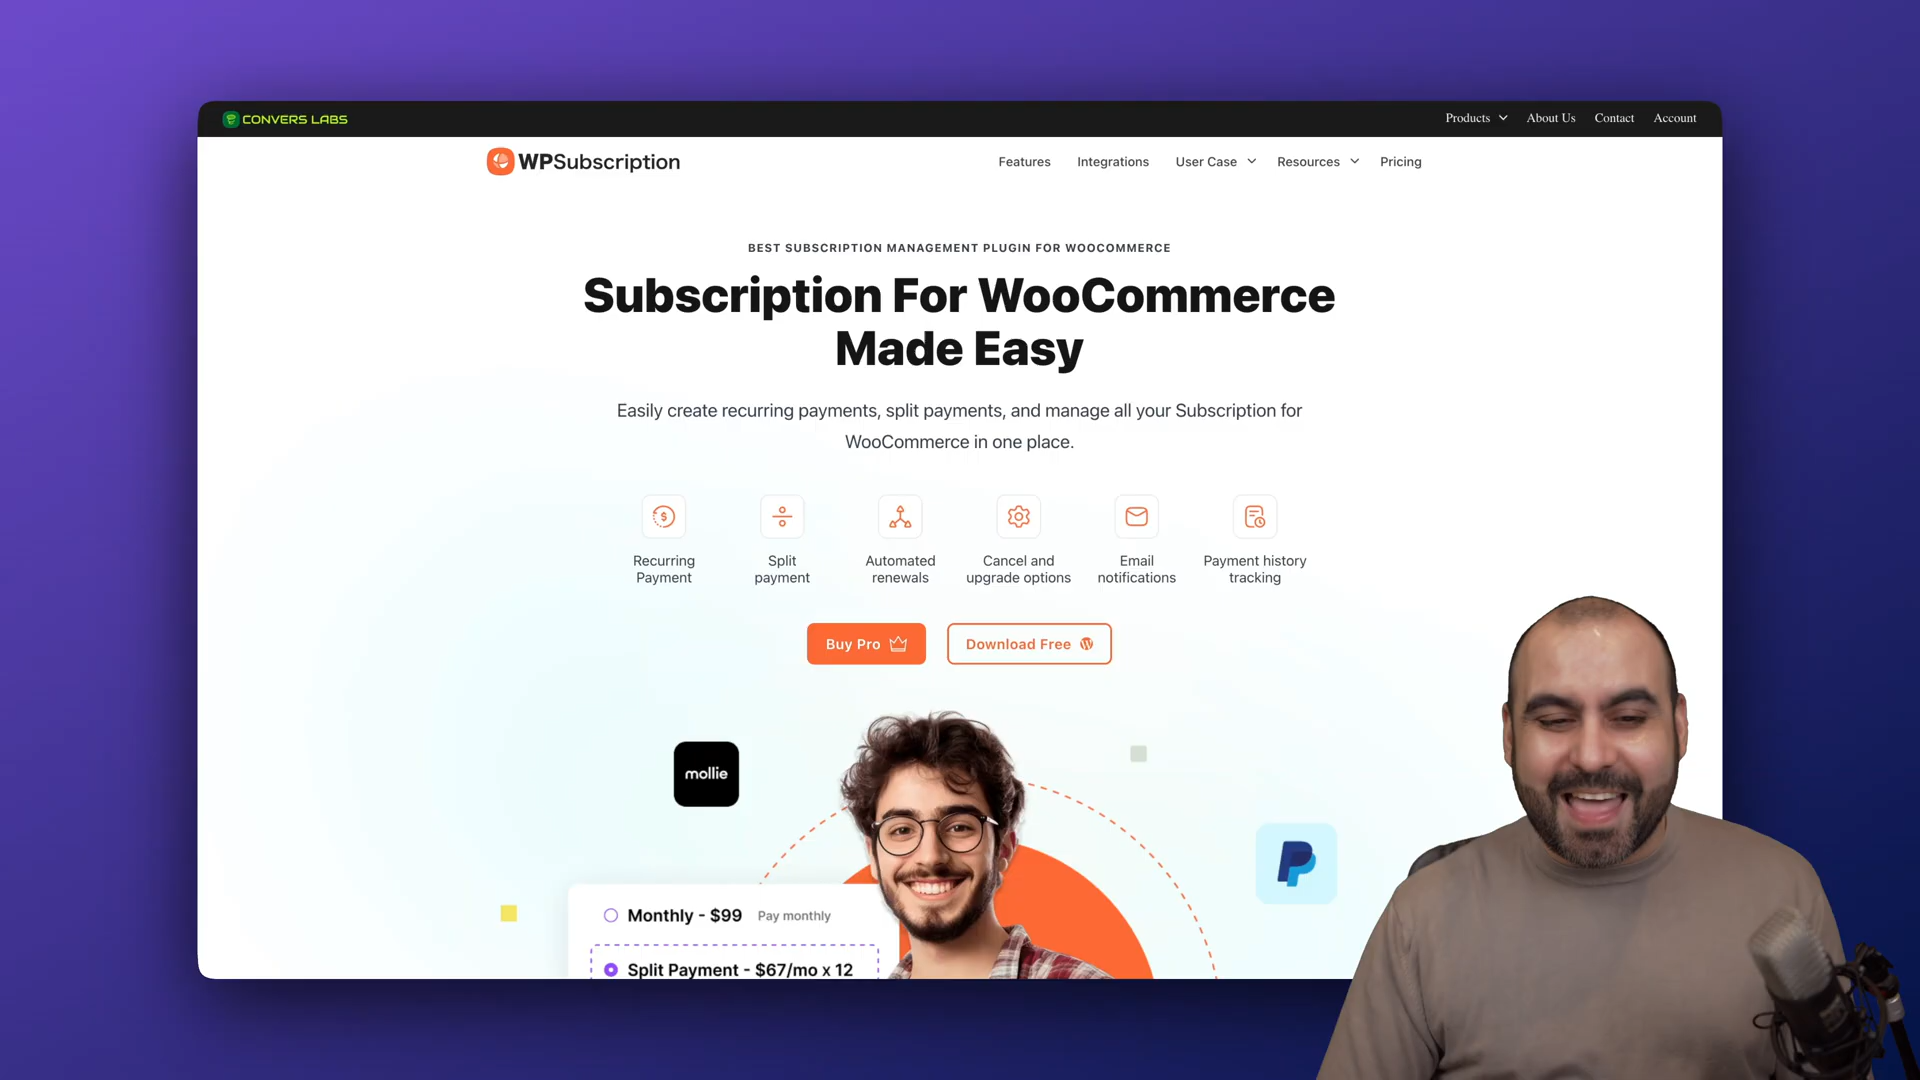 CONVERS LABS
Products
About Us
Contact
Account
WPSubscription
Features
Integrations
User Case
Resources
Pricing
BEST SUBSCRIPTION MANAGEMENT PLUGIN FOR WOOCOMMERCE
Subscription For WooCommerce
Made Easy
Easily create recurring payments, split payments, and manage all your Subscription for
WooCommerce in one place.
Recurring
Payment
Split
payment
Automated
renewals
Cancel and
upgrade options
Email
notifications
Payment history
tracking
Buy Pro
Download Free
mollie
Monthly - $99 Pay monthly
Split Payment - $67/mo x 12